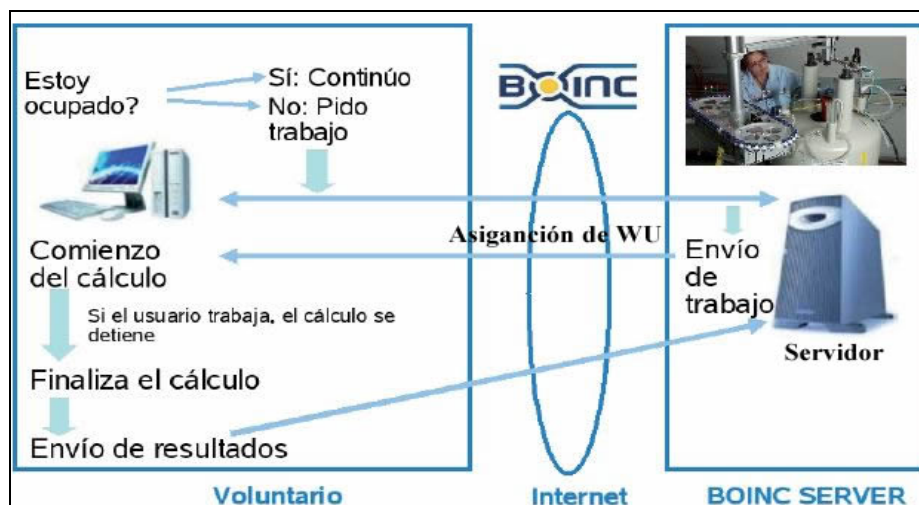 Estoy
ocupado?
Sí: Continúo
No: Pido
trabajo
BOINC
Asiganción de WU
Comienzo
del cálculo
Envío
de
trabajo
Si el usuario trabaja, el cálculo se
detiene
Servidor
Finaliza el cálculo
Envío de resultados
Voluntario
Internet
BOINC SERVER